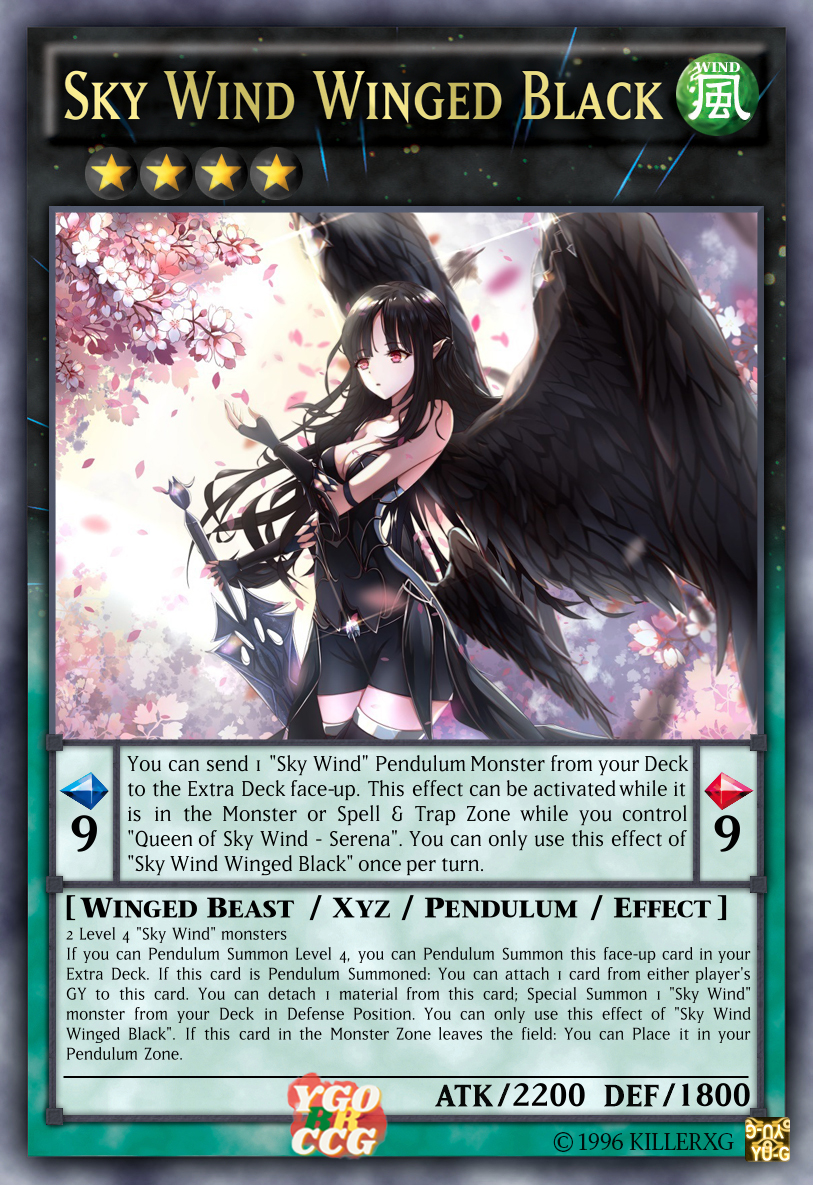 Sky Wind Winged Black
WIND
風
You can send 1 "Sky Wind" Pendulum Monster from your Deck
to the Extra Deck face-up. This effect can be activated while it
is in the Monster or Spell & Trap Zone while you control
"Queen of Sky Wind - Serena". You can only use this effect of
"Sky Wind Winged Black" once per turn.
9
9
[ Winged Beast / Xyz / Pendulum / Effect ]
2 Level 4 "Sky Wind" monsters
If you can Pendulum Summon Level 4, you can Pendulum Summon this face-up card in your
Extra Deck. If this card is Pendulum Summoned: You can attach 1 card from either player's
GY to this card. You can detach 1 material from this card; Special Summon 1 "Sky Wind"
monster from your Deck in Defense Position. You can only use this effect of "Sky Wind
Winged Black". If this card in the Monster Zone leaves the field: You can Place it in your
Pendulum Zone.
ATK/2200 DEF/1800
YGO
CCG
© 1996 KILLERXG